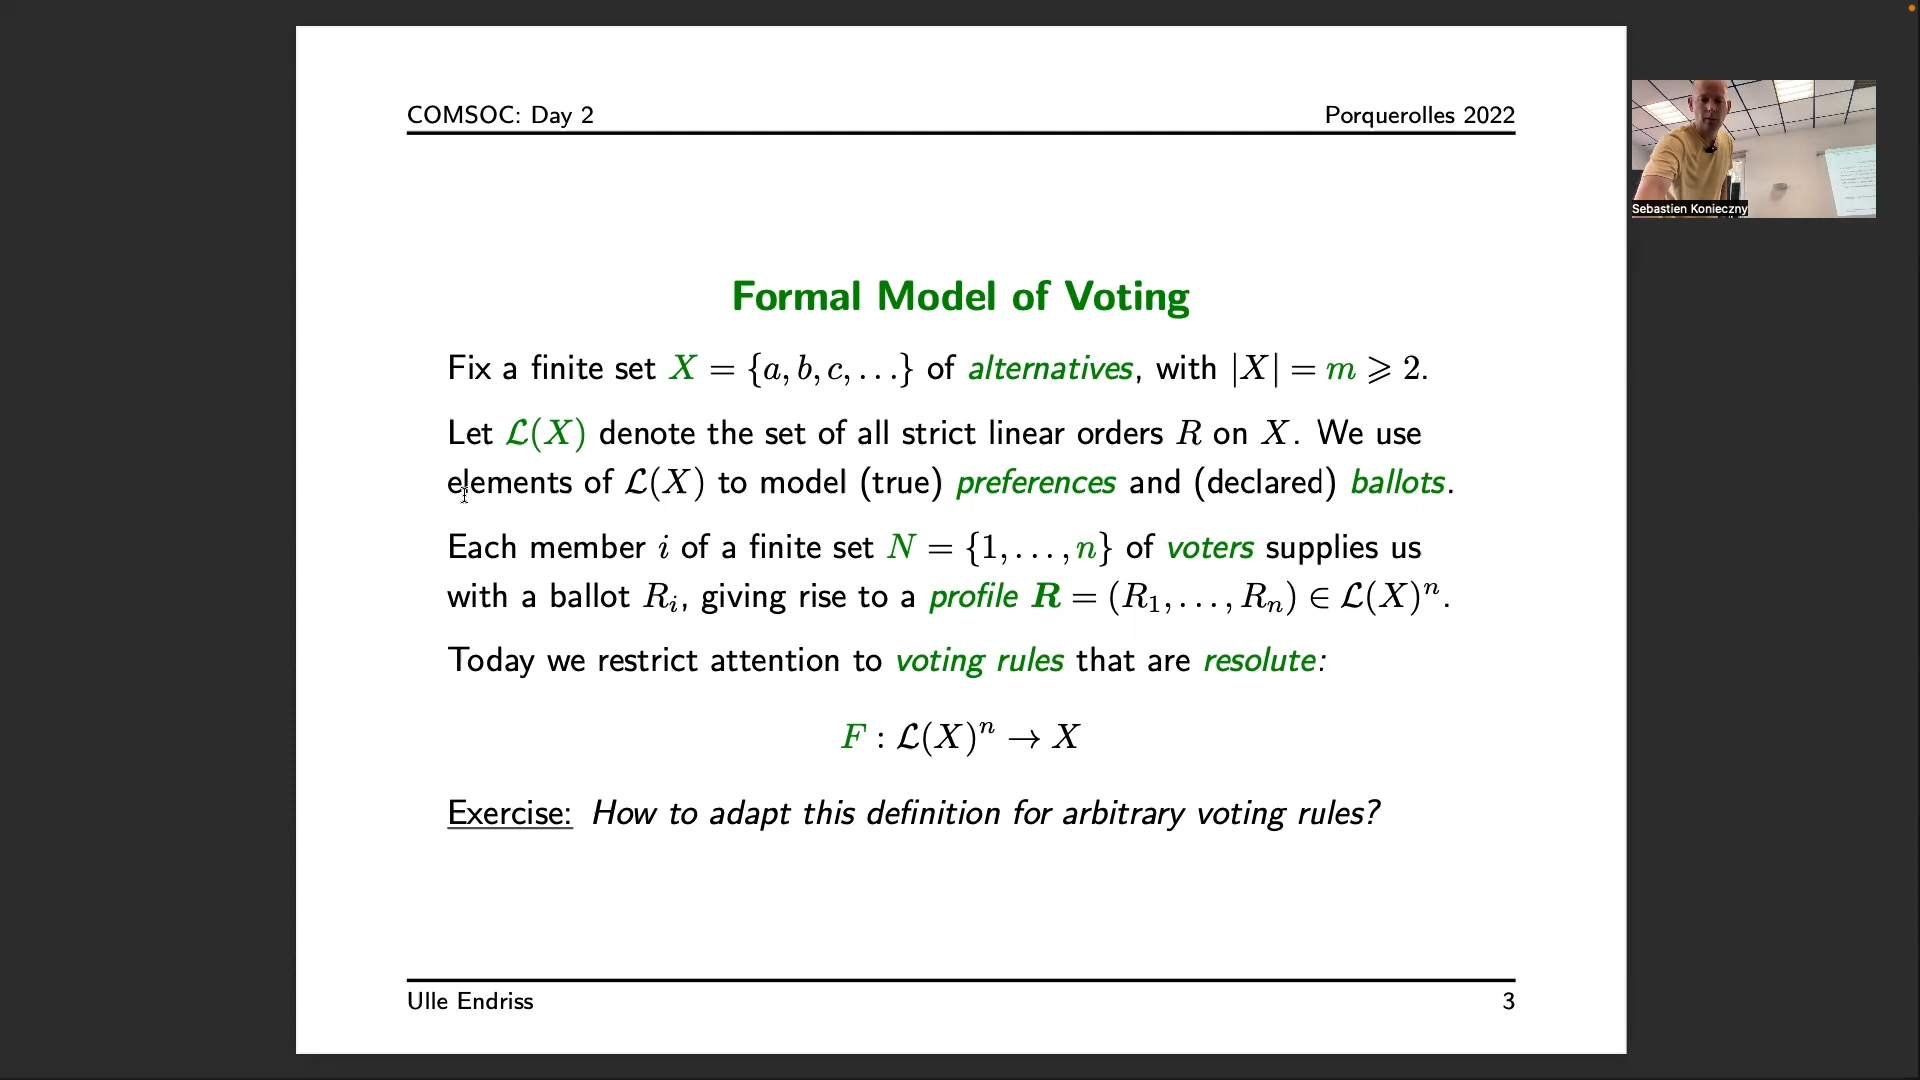 COMSOC: Day 2
Porquerolles 2022
Sebastien Konieczny
Formal Model of Voting
Fix a finite set X = {a, b, c, . . .} of alternatives, with |X| = m ⩾ 2.
Let 𝓛(X) denote the set of all strict linear orders R on X. We use
elements of 𝓛(X) to model (true) preferences and (declared) ballots.
Each member i of a finite set N = {1, . . . , n} of voters supplies us
with a ballot Rᵢ, giving rise to a profile R = (R₁, . . . , Rₙ) ∈ 𝓛(X)ⁿ.
Today we restrict attention to voting rules that are resolute:
F : 𝓛(X)ⁿ → X
Exercise: How to adapt this definition for arbitrary voting rules?
Ulle Endriss
3